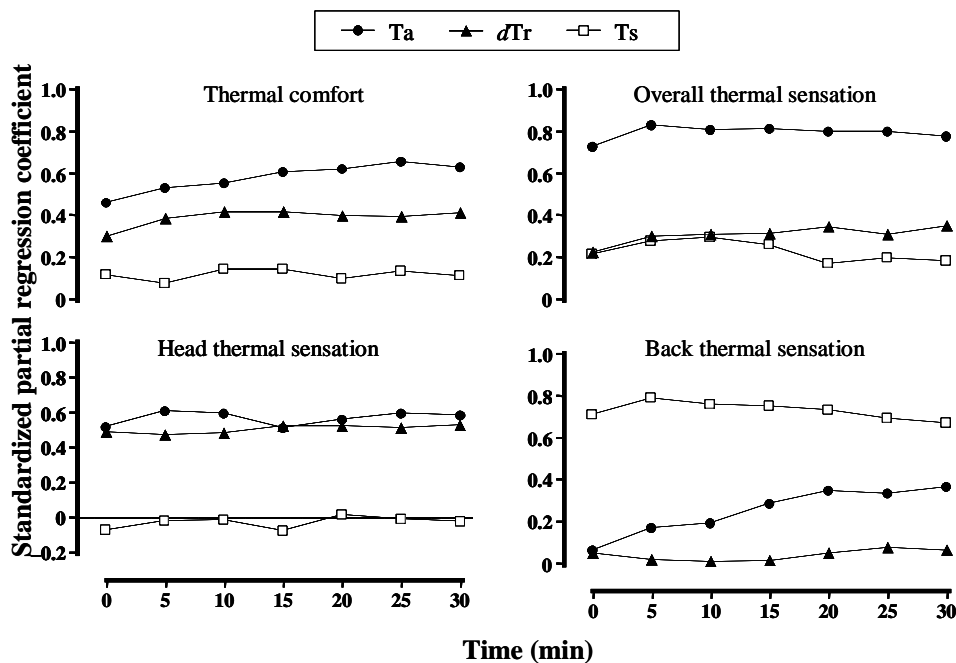 Ta dTr Ts
Standardized partial regression coefficient
Thermal comfort
1.0
0.8
0.6
0.4
0.2
0
Overall thermal sensation
1.0
0.8
0.6
0.4
0.2
0
Head thermal sensation
1.0
0.8
0.6
0.4
0.2
0
-0.2
0 5 10 15 20 25 30
Back thermal sensation
1.0
0.8
0.6
0.4
0.2
0
0 5 10 15 20 25 30
Time (min)